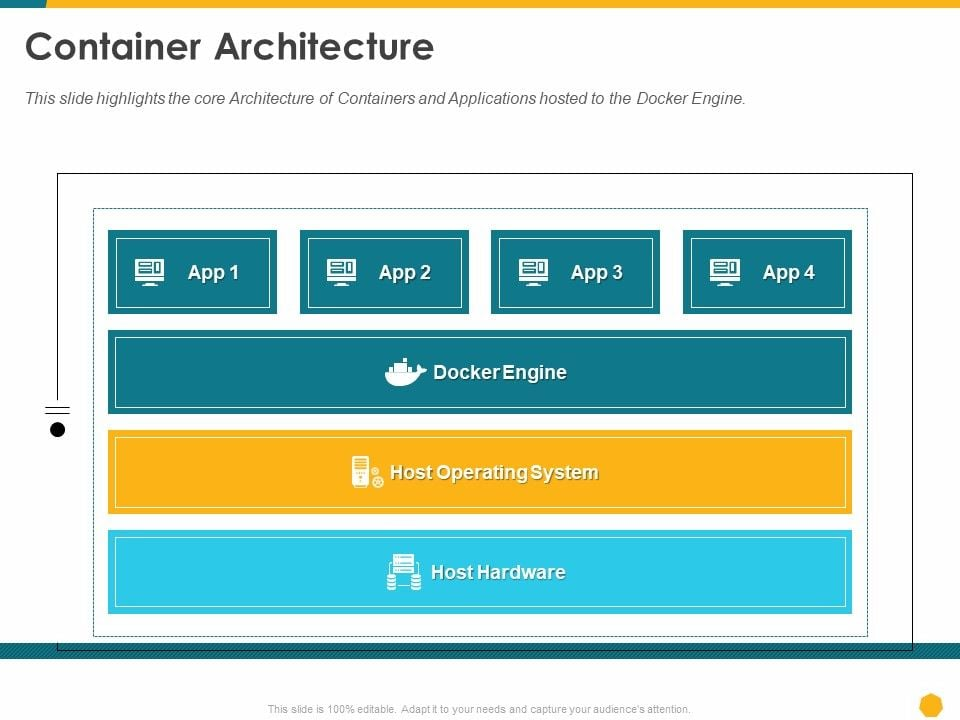 Container Architecture
This slide highlights the core Architecture of Containers and Applications hosted to the Docker Engine.
App 1
App 2
App 3
App 4
Docker Engine
Host Operating System
Host Hardware
This slide is 100% editable. Adapt it to your needs and capture your audience's attention.